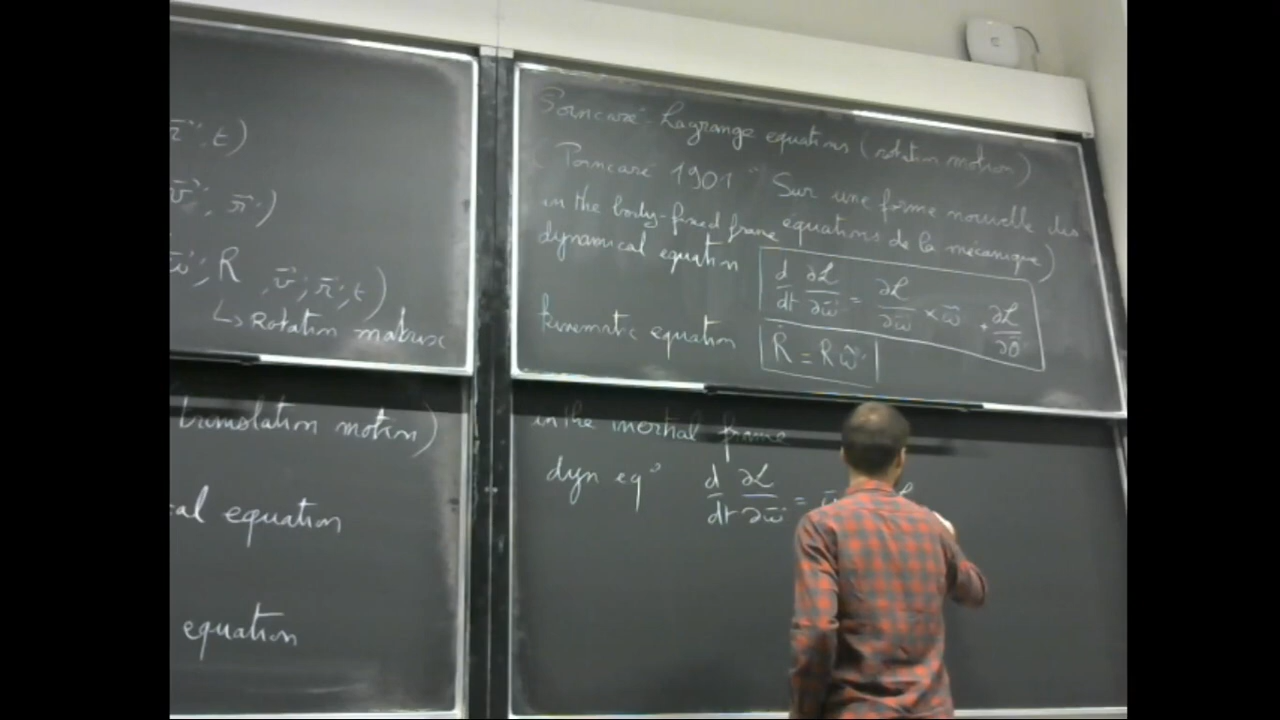 r⃗; t)
v⃗; r⃗)
ω⃗; R, v⃗; r⃗; t)
↳ Rotation matrix
translation motion)
cal equation
equation
Poincaré-Lagrange equations (rotation motion)
(Poincaré 1901 "Sur une forme nouvelle des
équations de la mécanique)
in the body-fixed frame
dynamical equation d/dt ∂L/∂ω⃗ = ∂L/∂ω⃗ × ω⃗ + ∂L/∂θ⃗
kinematic equation Ṙ = R ω̃
in the inertial frame
dyn eqº d/dt ∂L/∂ω⃗ =